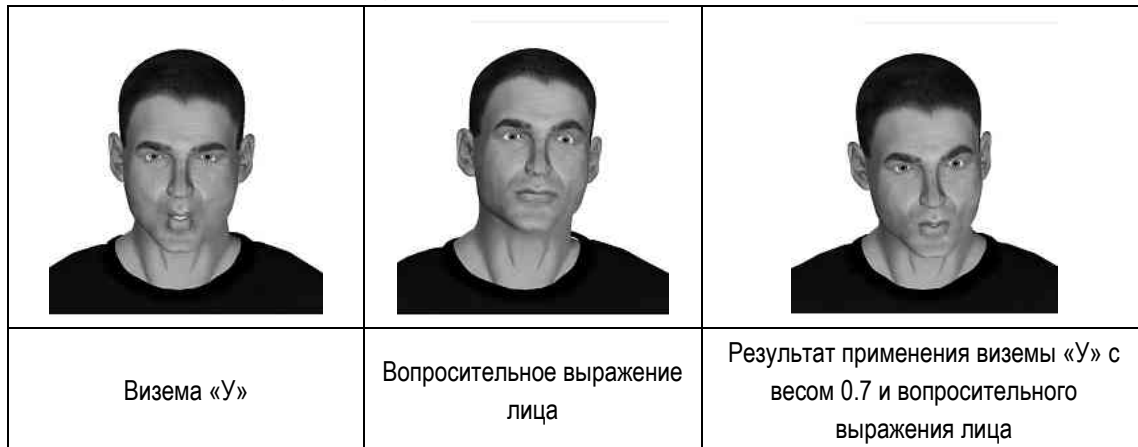 Визема «У»
Вопросительное выражение
лица
Результат применения виземы «У» с
весом 0.7 и вопросительного
выражения лица